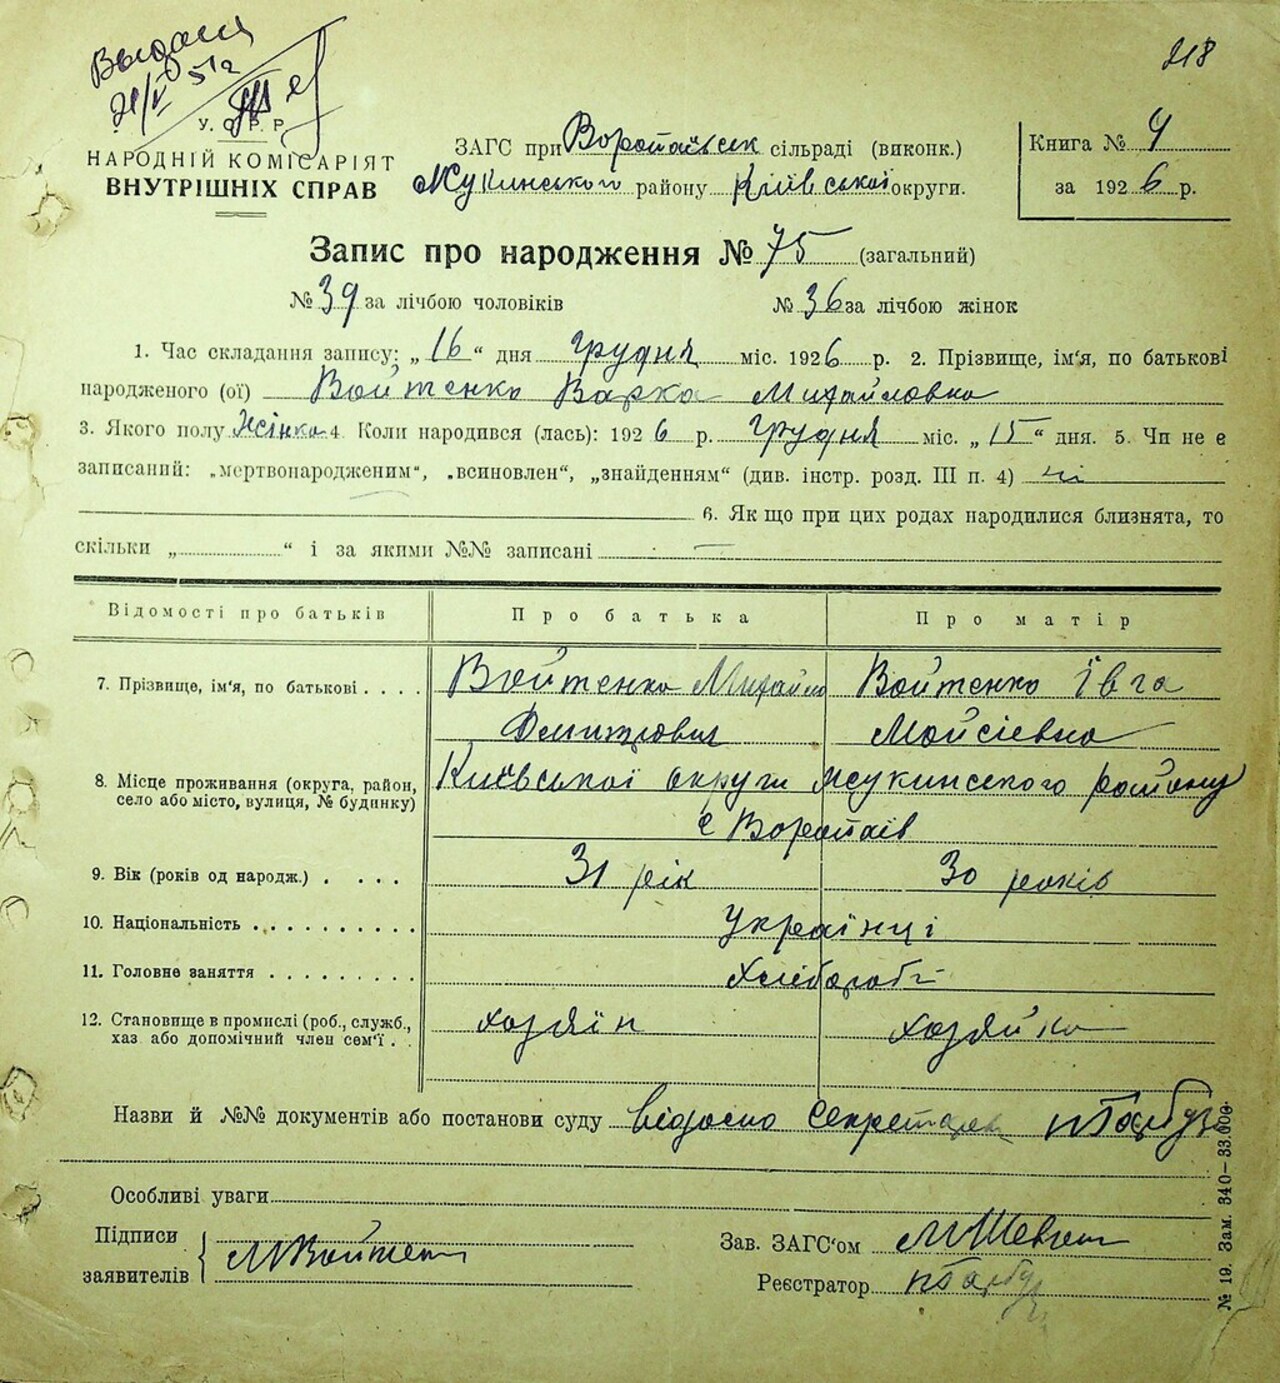 Выдана
218
21/V 51г
У. С. Р. Р.
НАРОДНІЙ КОМІСАРІЯТ
ВНУТРІШНІХ СПРАВ
ЗАГС при Воропаївськ сільраді (виконк.)
Жукинського району Київської округи.
Книга № 4
за 1926 р.
Запис про народження № 75 (загальний)
№ 39 за лічбою чоловіків № 36 за лічбою жінок
1. Час складання запису: „16“ дня Грудня міс. 1926 р. 2. Прізвище, ім'я, по батькові
народженого (ої) Войтенко Варка Михайловна
3. Якого полу Жінка 4. Коли народився (лась): 1926 р. Грудня міс. „15“ дня. 5. Чи не є
записаний: „мертвонародженим“, „всиновлен“, „знайденням“ (див. інстр. розд. III п. 4) ні
6. Як що при цих родах народилися близнята, то
скільки „ “ і за якими №№ записані —
Відомості про батьків Про батька Про матір
7. Прізвище, ім'я, по батькові . . . . Войтенко Михайло Войтенко Ївга
Дмитрович Мойсієвна
8. Місце проживання (округа, район, Київської округи Жукинського району
село або місто, вулиця, № будинку) с Воропаїв
9. Вік (років од народж.) . . . . 31 рік 30 років
10. Національність . . . . . . . . . . Українці
11. Головне заняття . . . . . . . . . Хлібороби
12. Становище в промислі (роб., служб., хозяїн хозяйка
хаз. або допомічний член сем'ї . .
Назви й №№ документів або постанови суду Відомо Секретарю
Особливі уваги
Підписи
заявителів { МВойтен
Зав. ЗАГС'ом
Реєстратор
№ 19. Зам. 340—33.000.